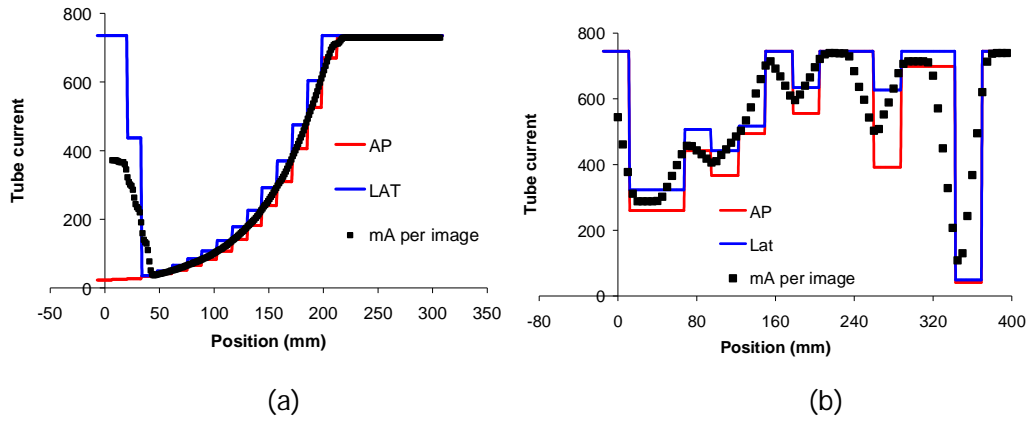 800
600
400
200
0
-50 0 50 100 150 200 250 300 350
Tube current
Position (mm)
AP
LAT
mA per image
(a)
800
600
400
200
0
-80 0 80 160 240 320 400
Tube current
Position (mm)
AP
Lat
mA per image
(b)